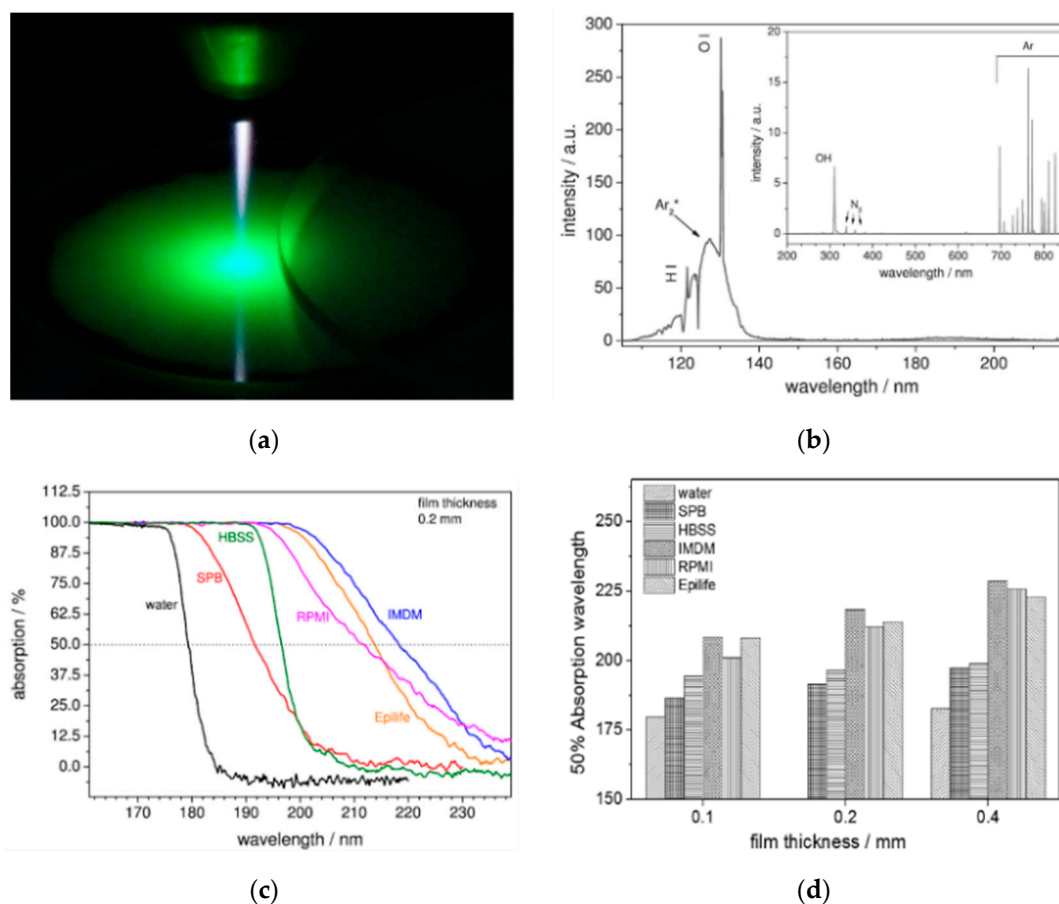 300
250
200
150
100
50
0
intensity / a.u.
120
140
160
180
200
wavelength / nm
O I
Ar2*
H I
20
15
10
5
0
intensity / a.u.
200 300 400 500 600 700 800
wavelength / nm
Ar
OH
N2
(a)
(b)
112.5
100.0
87.5
75.0
62.5
50.0
37.5
25.0
12.5
0.0
absorption / %
film thickness
0.2 mm
HBSS
SPB
water
RPMI
IMDM
Epilife
170 180 190 200 210 220 230
wavelength / nm
250
225
200
175
150
50% Absorption wavelength
water
SPB
HBSS
IMDM
RPMI
Epilife
0.1 0.2 0.4
film thickness / mm
(c)
(d)